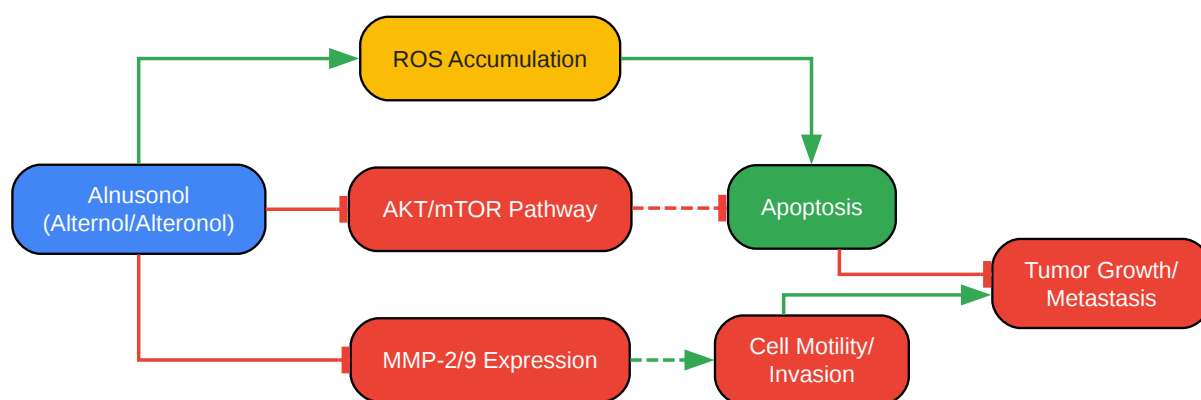 ROS Accumulation
Alnusonol
(Alternol/Alteronol)
AKT/mTOR Pathway
Apoptosis
Tumor Growth/
Metastasis
MMP-2/9 Expression
Cell Motility/
Invasion